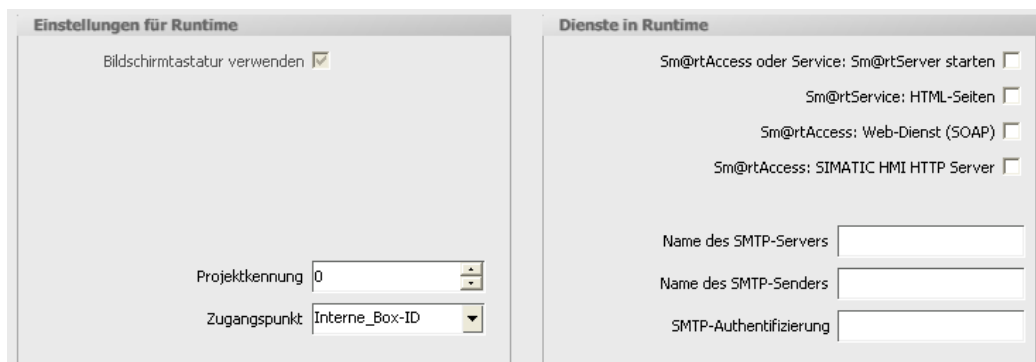 Einstellungen für Runtime
Bildschirmtastatur verwenden
Projektkennung 0
Zugangspunkt Interne_Box-ID
Dienste in Runtime
Sm@rtAccess oder Service: Sm@rtServer starten
Sm@rtService: HTML-Seiten
Sm@rtAccess: Web-Dienst (SOAP)
Sm@rtAccess: SIMATIC HMI HTTP Server
Name des SMTP-Servers
Name des SMTP-Senders
SMTP-Authentifizierung